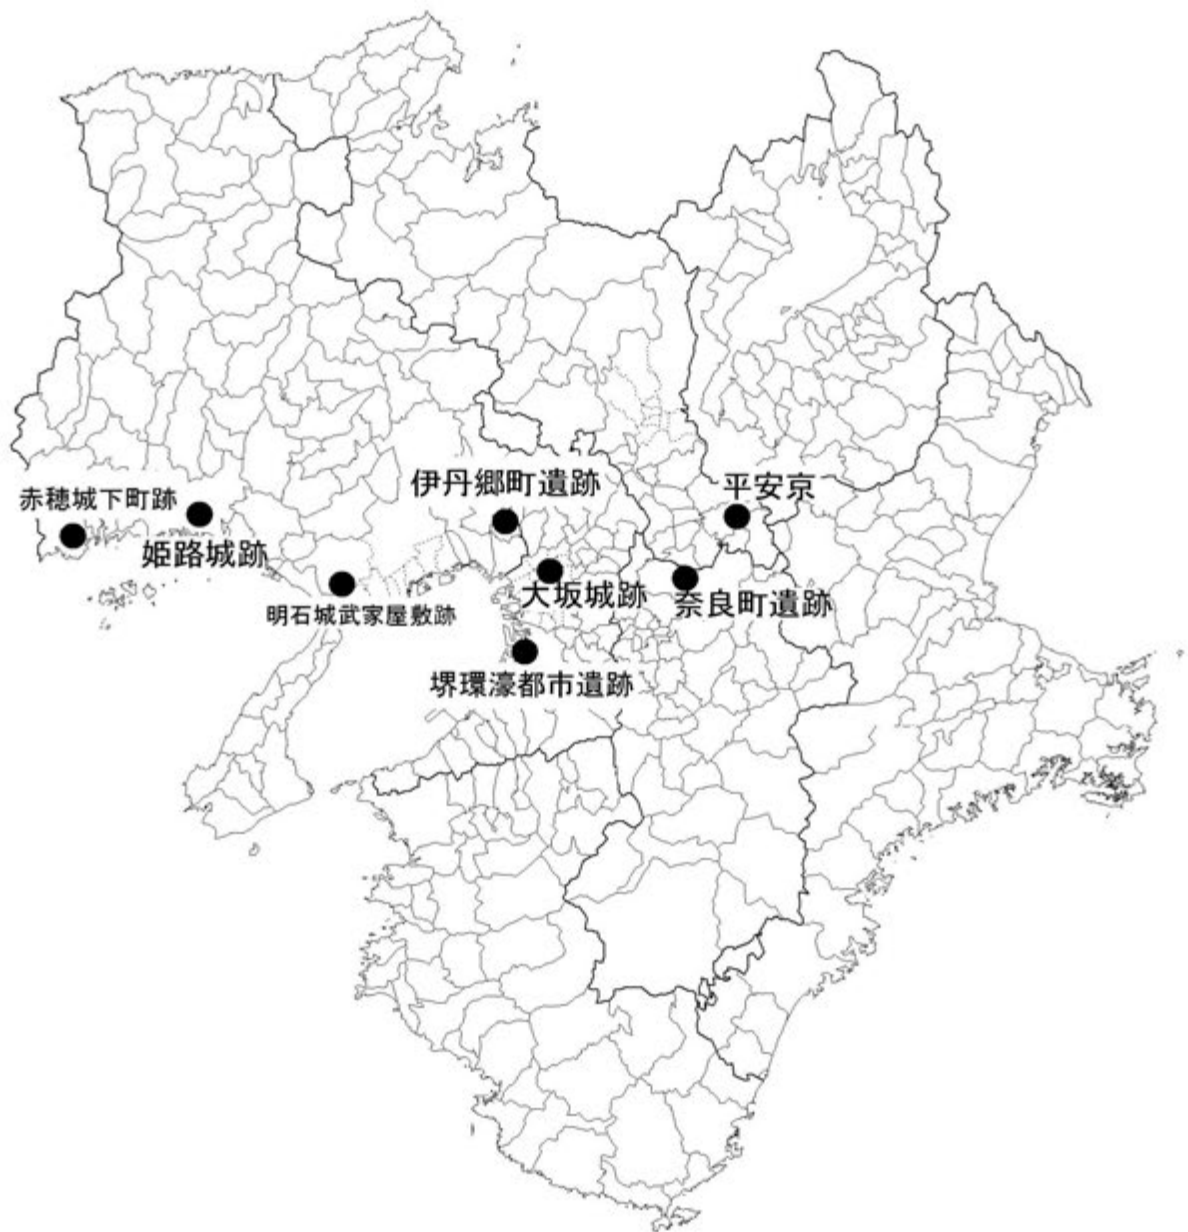 伊丹郷町遺跡
平安京
赤穂城下町跡
姫路城跡
大坂城跡
奈良町遺跡
明石城武家屋敷跡
堺環濠都市遺跡